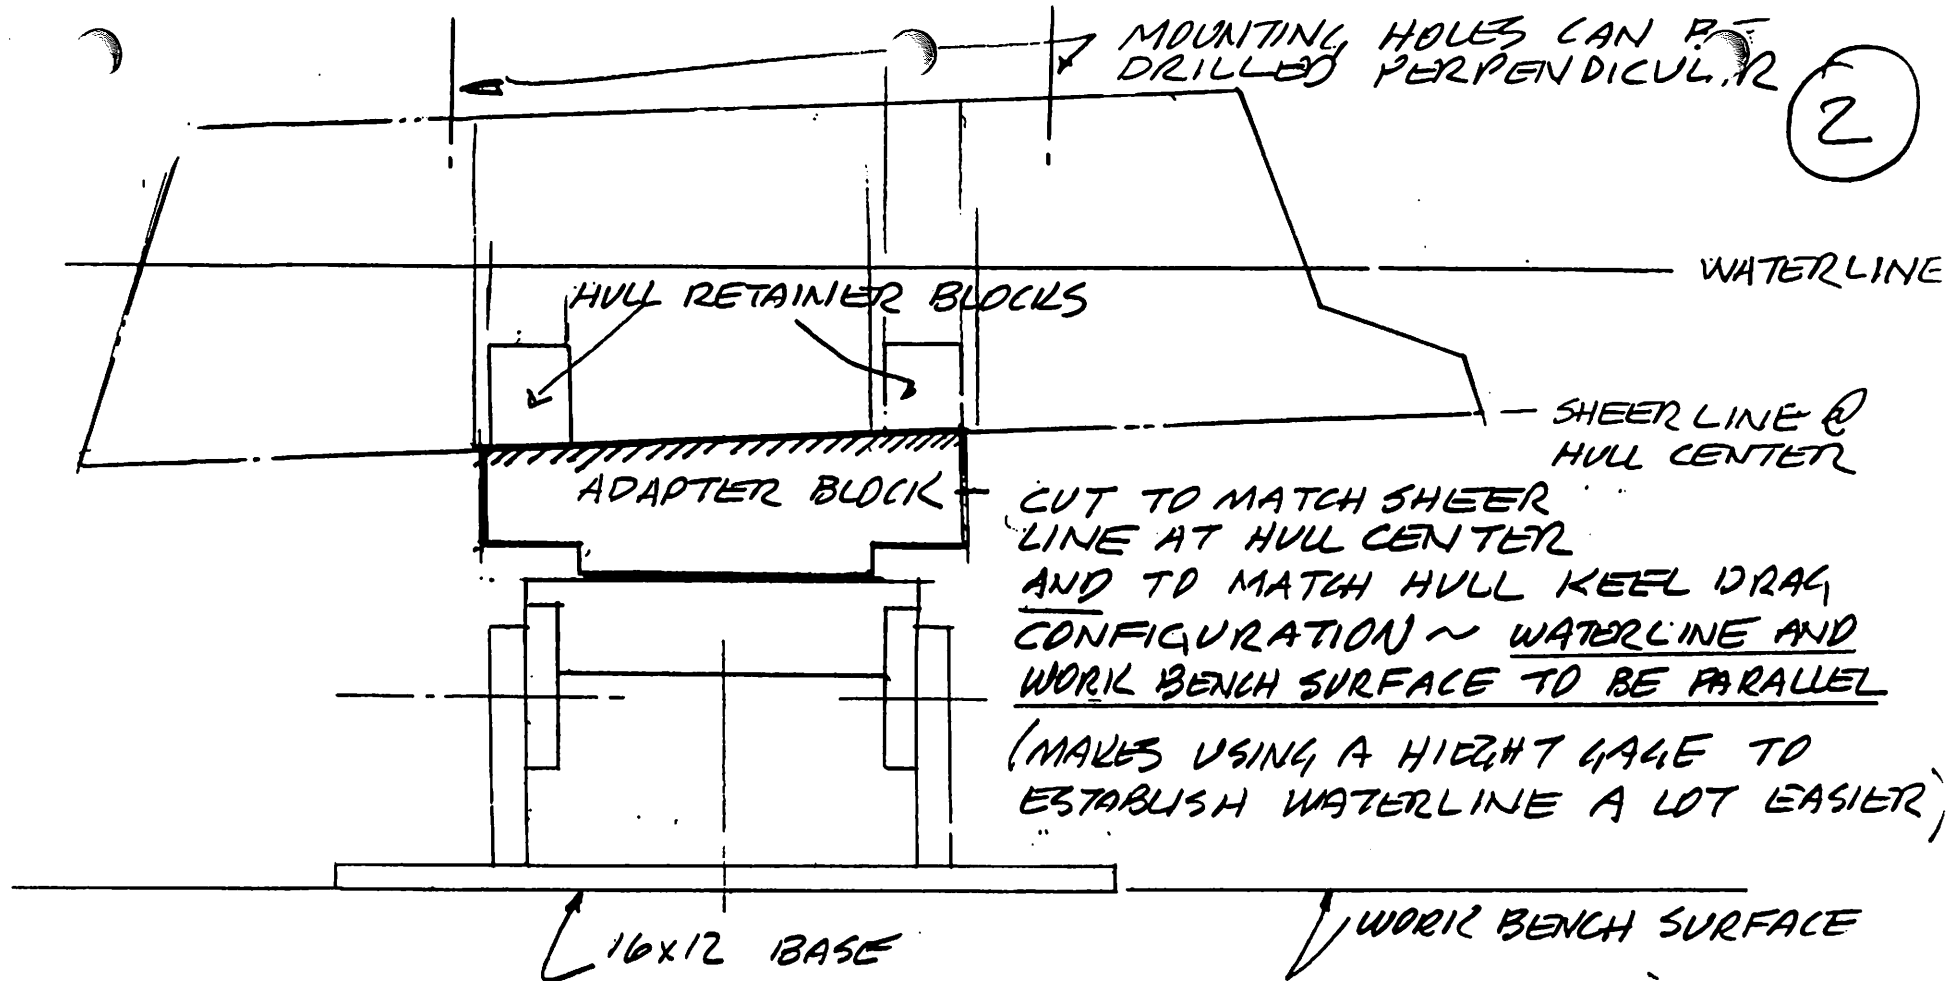 MOUNTING HOLES CAN BE
DRILLED PERPENDICULAR
2
WATERLINE
HULL RETAINER BLOCKS
SHEER LINE @
HULL CENTER
ADAPTER BLOCK
CUT TO MATCH SHEER
LINE AT HULL CENTER
AND TO MATCH HULL KEEL DRAG
CONFIGURATION ~ WATERLINE AND
WORK BENCH SURFACE TO BE PARALLEL
(MAKES USING A HIEGHT GAGE TO
ESTABLISH WATERLINE A LOT EASIER)
16x12 BASE
WORK BENCH SURFACE